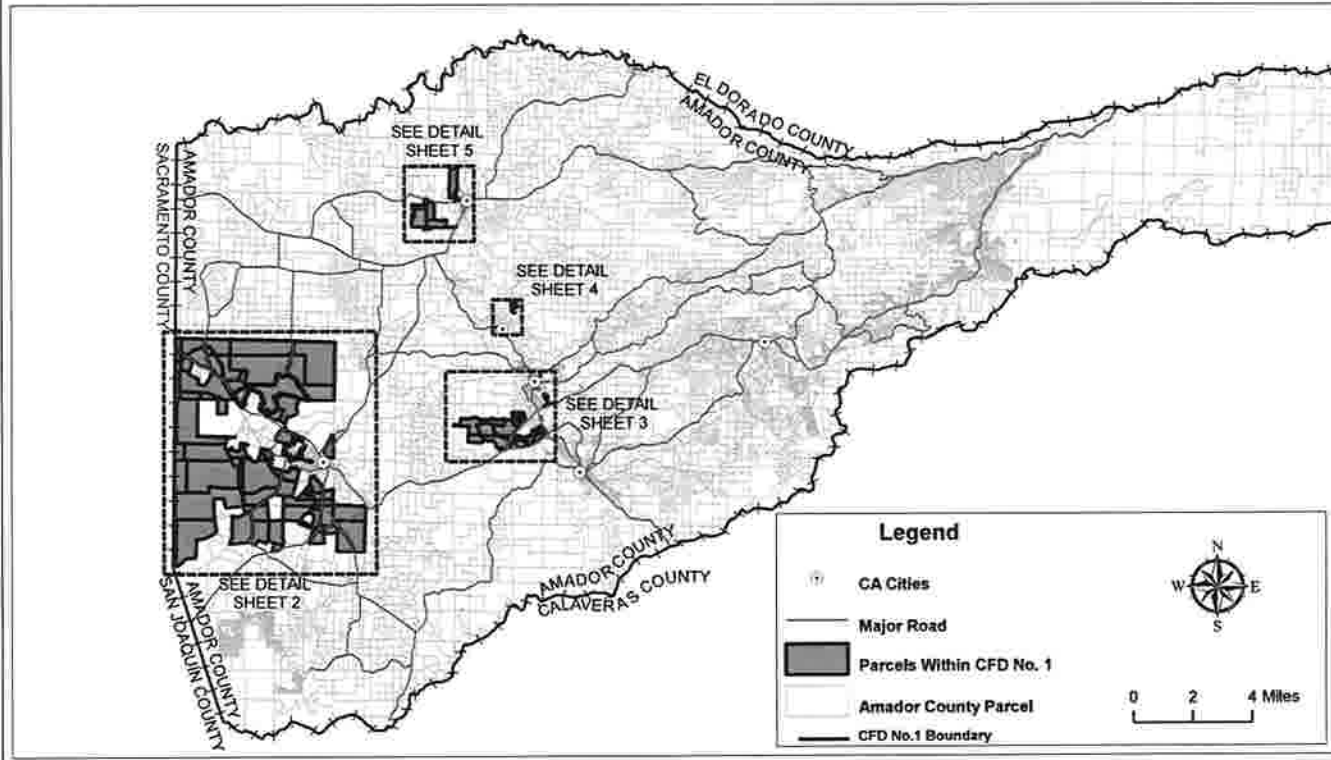 EL DORADO COUNTY
AMADOR COUNTY
SEE DETAIL
SHEET 5
AMADOR COUNTY
SACRAMENTO COUNTY
SEE DETAIL
SHEET 4
SEE DETAIL
SHEET 3
SEE DETAIL
SHEET 2
AMADOR COUNTY
SAN JOAQUIN COUNTY
AMADOR COUNTY
CALAVERAS COUNTY
Legend
CA Cities
Major Road
Parcels Within CFD No. 1
Amador County Parcel
CFD No.1 Boundary
N
W E
S
0 2 4 Miles